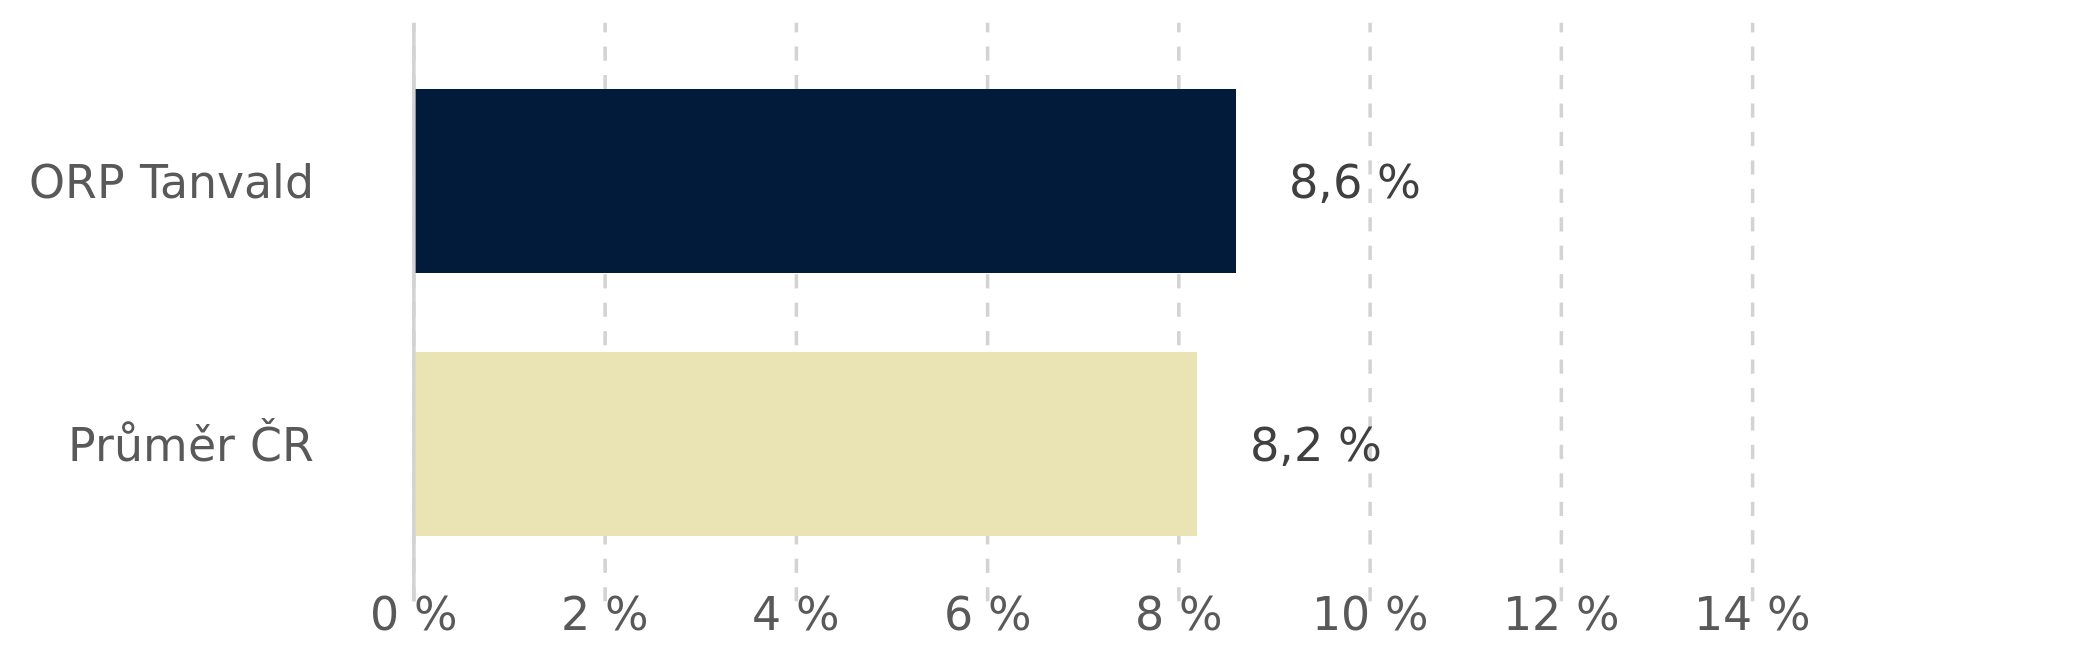 ORP Tanvald
8,6 %
Průměr ČR
8,2 %
0 % 2 % 4 % 6 % 8 % 10 % 12 % 14 %